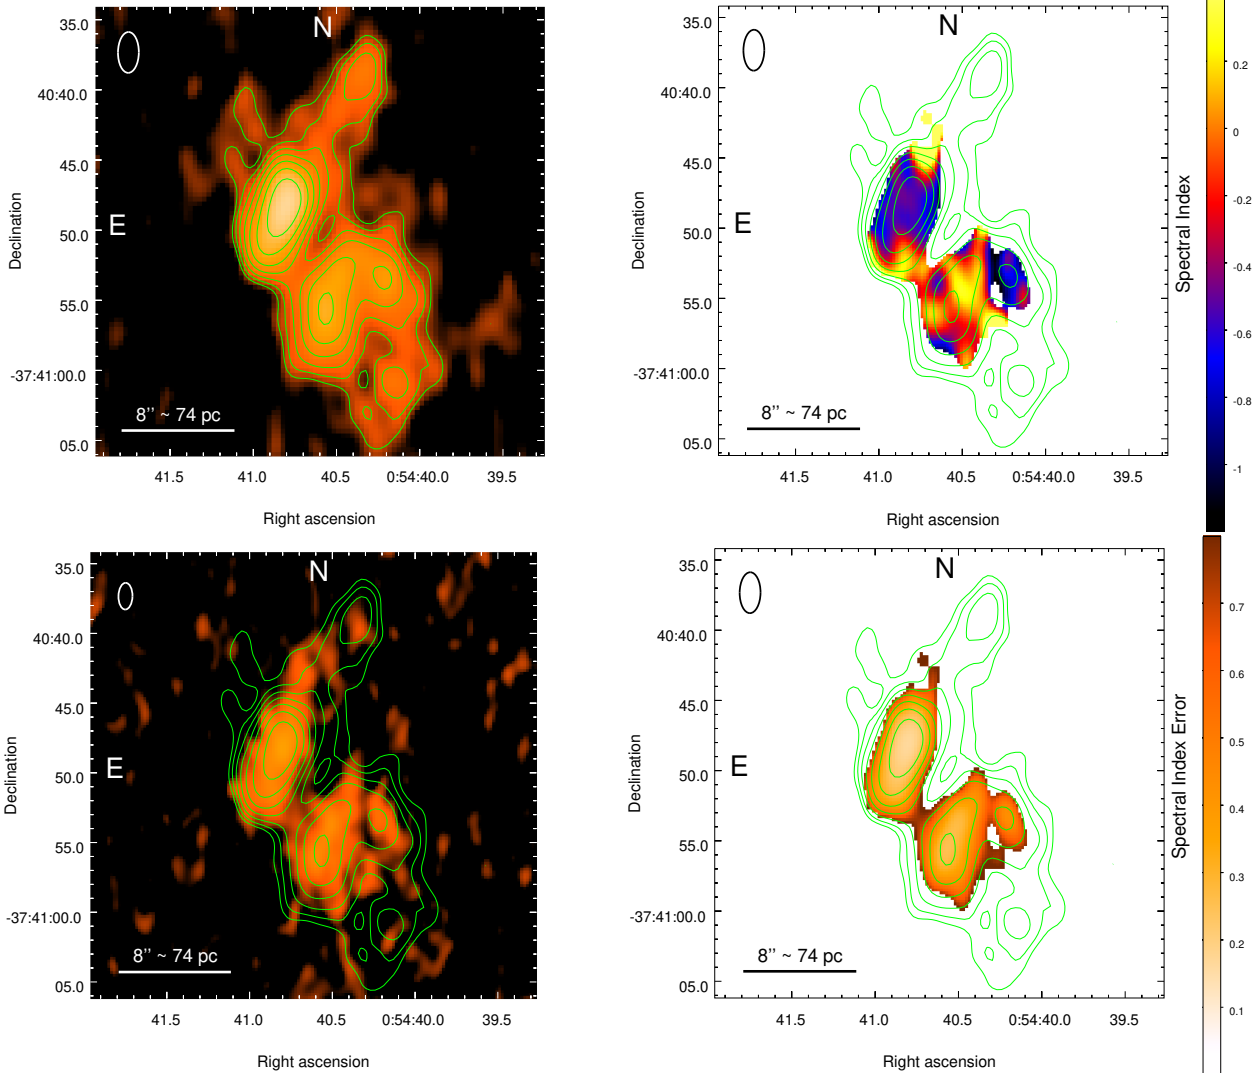 35.0
40:40.0
45.0
50.0
55.0
-37:41:00.0
05.0
Declination
N
E
8’’ ~ 74 pc
41.5 41.0 40.5 0:54:40.0 39.5
Right ascension
35.0
40:40.0
45.0
50.0
55.0
-37:41:00.0
05.0
Declination
N
E
8’’ ~ 74 pc
41.5 41.0 40.5 0:54:40.0 39.5
Right ascension
Spectral Index
0.2
0
-0.2
-0.4
-0.6
-0.8
-1
35.0
40:40.0
45.0
50.0
55.0
-37:41:00.0
05.0
Declination
N
E
8’’ ~ 74 pc
41.5 41.0 40.5 0:54:40.0 39.5
Right ascension
35.0
40:40.0
45.0
50.0
55.0
-37:41:00.0
05.0
Declination
N
E
8’’ ~ 74 pc
41.5 41.0 40.5 0:54:40.0 39.5
Right ascension
Spectral Index Error
0.7
0.6
0.5
0.4
0.3
0.2
0.1